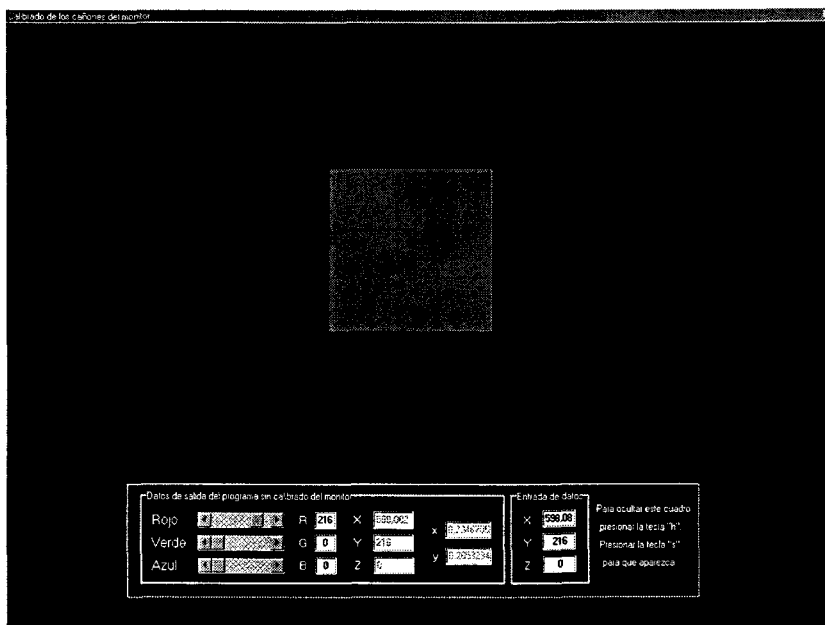 Calibrado de los cañones del monitor
Datos de salida del programa sin calibrado del monitor
Rojo R 216 X
Verde G 0 Y 216
Azul B 0 Z 0
x
y
Entrada de datos
X 598,08
Y 216
Z 0
Para ocultar este cuadro
presionar la tecla "h".
Presionar la tecla "s"
para que aparezca